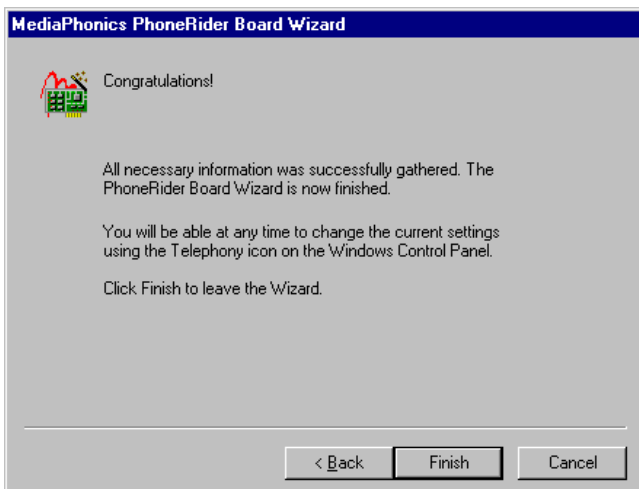 MediaPhonics PhoneRider Board Wizard
Congratulations!
All necessary information was successfully gathered. The
PhoneRider Board Wizard is now finished.
You will be able at any time to change the current settings
using the Telephony icon on the Windows Control Panel.
Click Finish to leave the Wizard.
< Back
Finish
Cancel